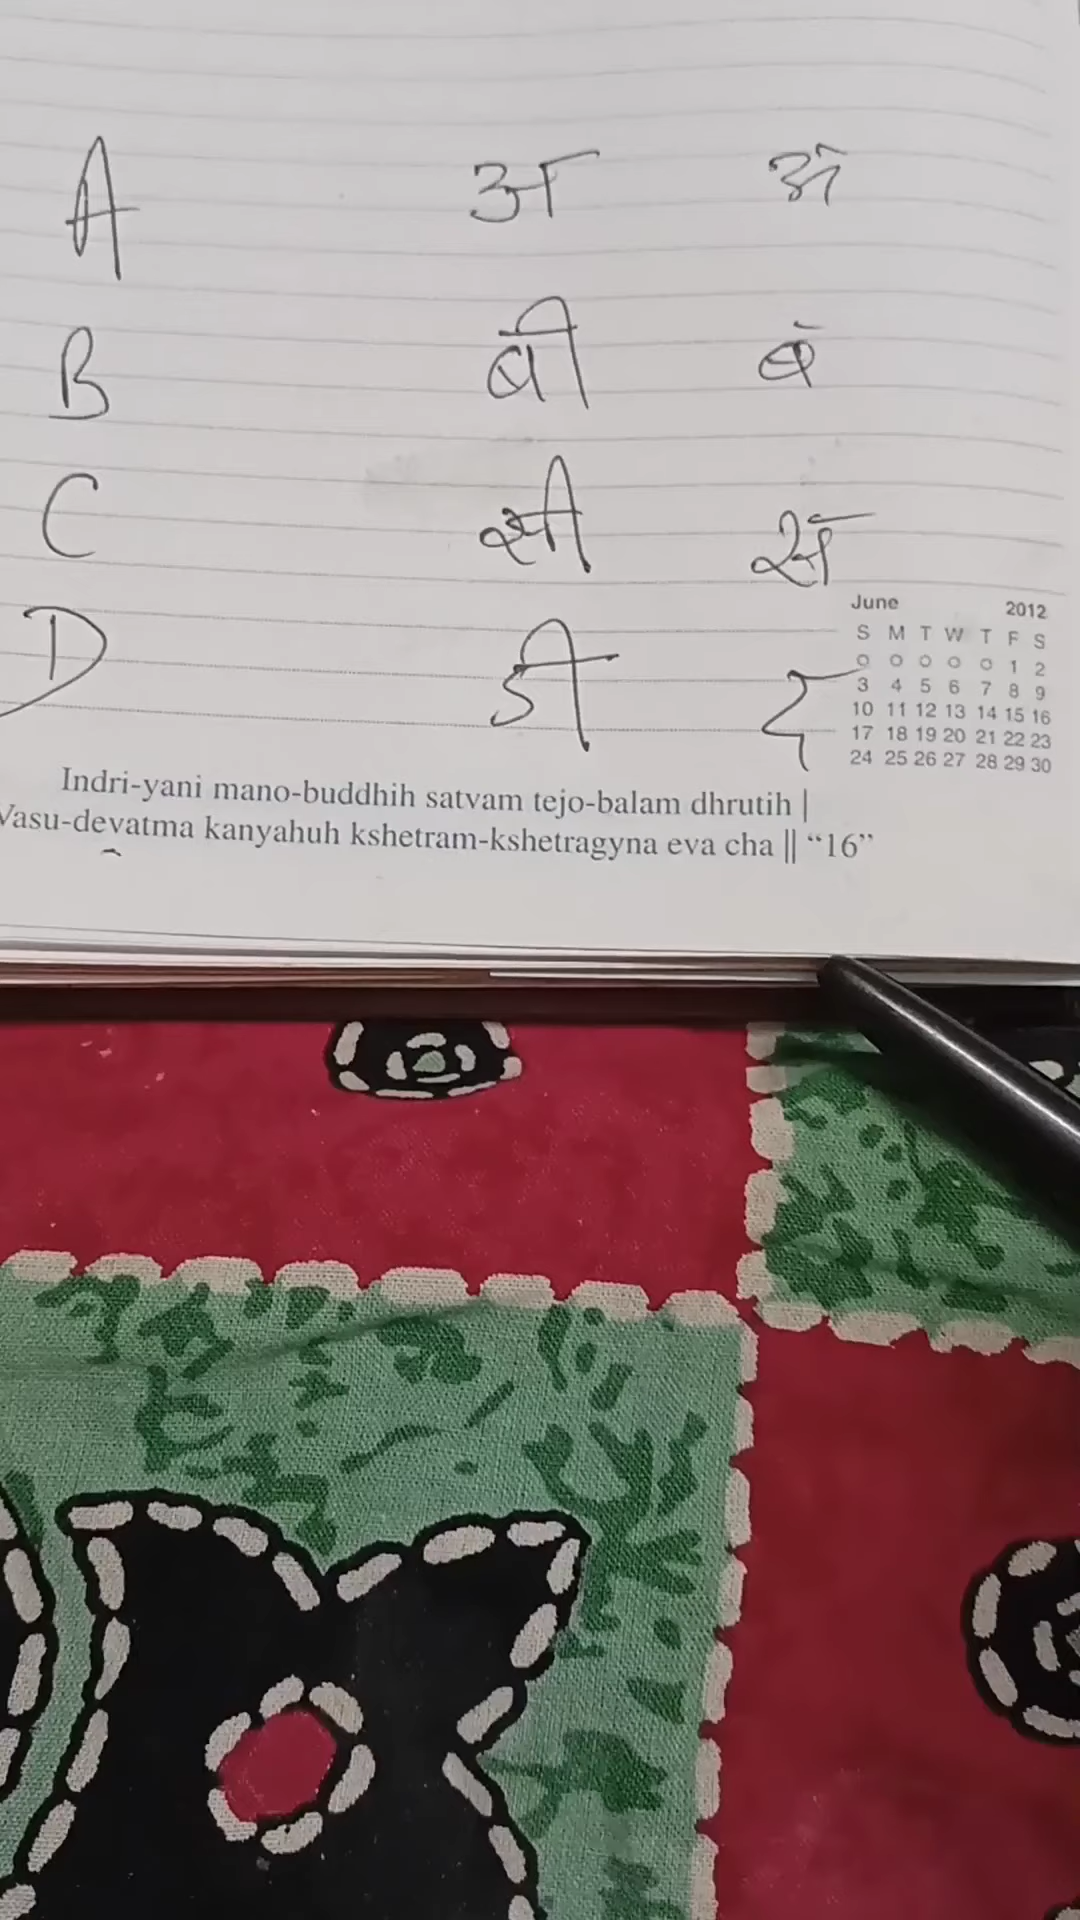 A अ अ
B बी ब
C सी स
D डी द
June 2012
S M T W T F S
O O O O O 1 2
3 4 5 6 7 8 9
10 11 12 13 14 15 16
17 18 19 20 21 22 23
24 25 26 27 28 29 30
Indri-yani mano-buddhih satvam tejo-balam dhrutih |
Vasu-devatma kanyahuh kshetram-kshetragyna eva cha || “16”